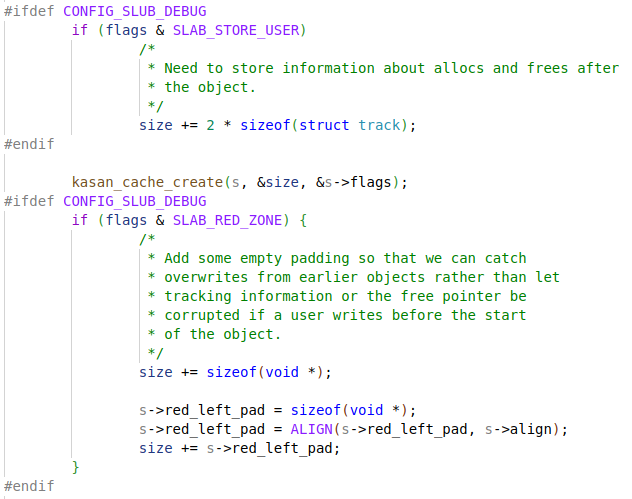 #ifdef CONFIG_SLUB_DEBUG
        if (flags & SLAB_STORE_USER)
                /*
                 * Need to store information about allocs and frees after
                 * the object.
                 */
                size += 2 * sizeof(struct track);
#endif

        kasan_cache_create(s, &size, &s->flags);
#ifdef CONFIG_SLUB_DEBUG
        if (flags & SLAB_RED_ZONE) {
                /*
                 * Add some empty padding so that we can catch
                 * overwrites from earlier objects rather than let
                 * tracking information or the free pointer be
                 * corrupted if a user writes before the start
                 * of the object.
                 */
                size += sizeof(void *);

                s->red_left_pad = sizeof(void *);
                s->red_left_pad = ALIGN(s->red_left_pad, s->align);
                size += s->red_left_pad;
        }
#endif